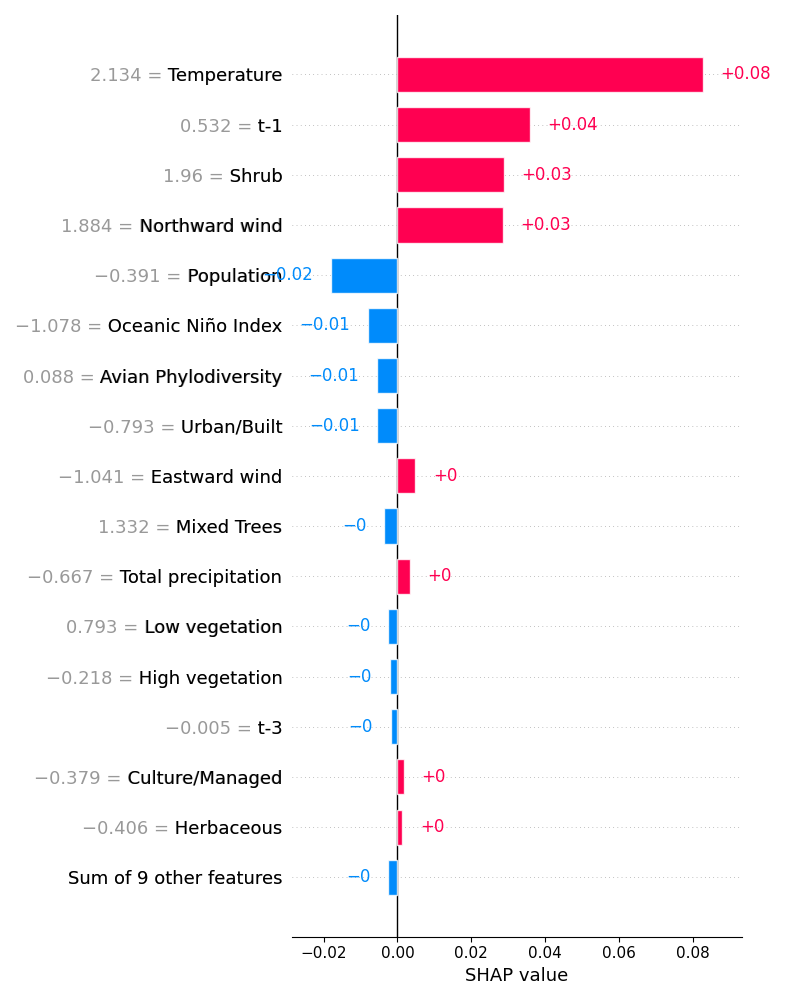 2.134 = Temperature +0.08
0.532 = t-1 +0.04
1.96 = Shrub +0.03
1.884 = Northward wind +0.03
−0.391 = Population −0.02
−1.078 = Oceanic Niño Index −0.01
0.088 = Avian Phylodiversity −0.01
−0.793 = Urban/Built −0.01
−1.041 = Eastward wind +0
1.332 = Mixed Trees −0
−0.667 = Total precipitation +0
0.793 = Low vegetation −0
−0.218 = High vegetation −0
−0.005 = t-3 −0
−0.379 = Culture/Managed +0
−0.406 = Herbaceous +0
Sum of 9 other features −0
−0.02 0.00 0.02 0.04 0.06 0.08
SHAP value